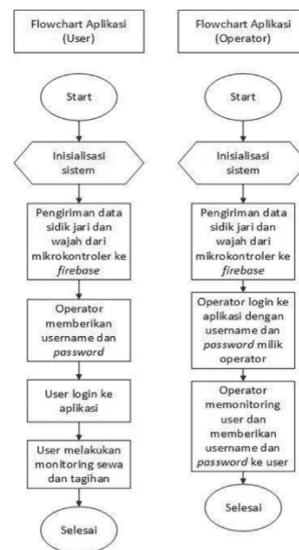 Flowchart Aplikasi
(User)
Start
Inisialisasi
sistem
Pengiriman data
sidik jari dan
wajah dari
mikrokontroler ke
firebase
Operator
memberikan
username dan
password
User login ke
aplikasi
User melakukan
monitoring sewa
dan tagihan
Selesai
Flowchart Aplikasi
(Operator)
Start
Inisialisasi
sistem
Pengiriman data
sidik jari dan
wajah dari
mikrokontroler ke
firebase
Operator login ke
aplikasi dengan
username dan
password milik
operator
Operator
memonitoring
user dan
memberikan
username dan
password ke user
Selesai